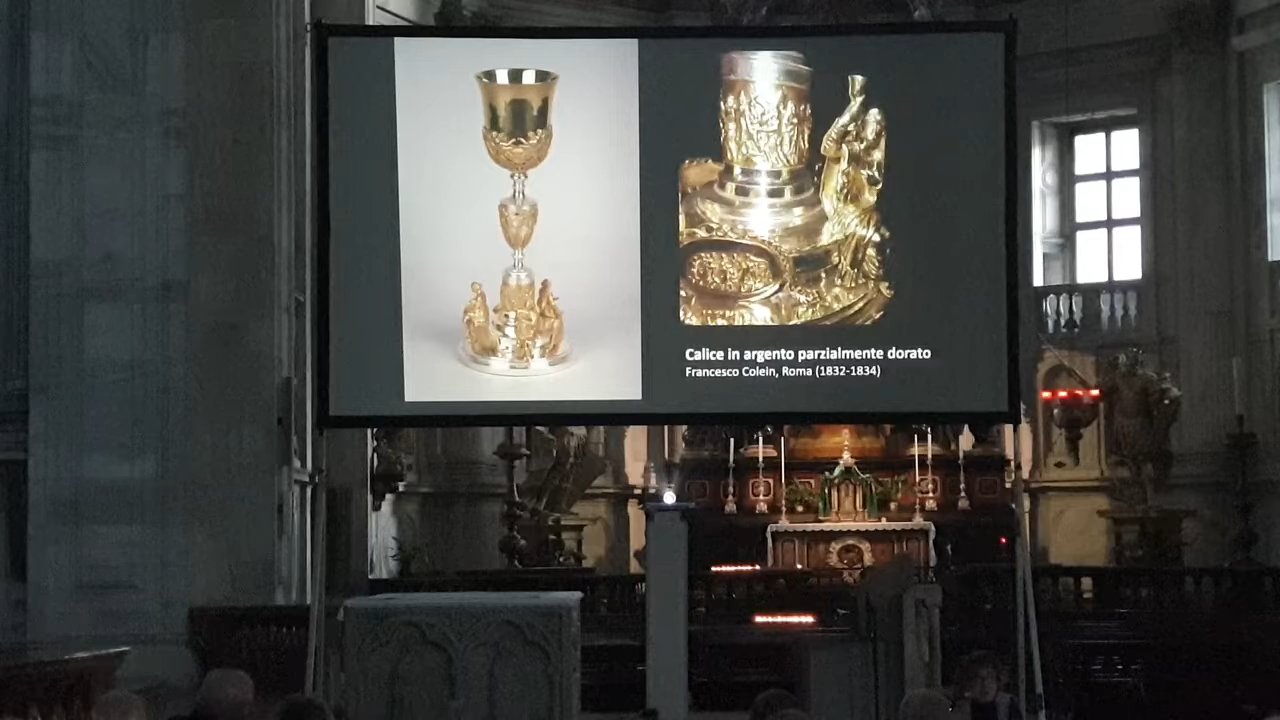 Calice in argento parzialmente dorato
Francesco Colein, Roma (1832-1834)